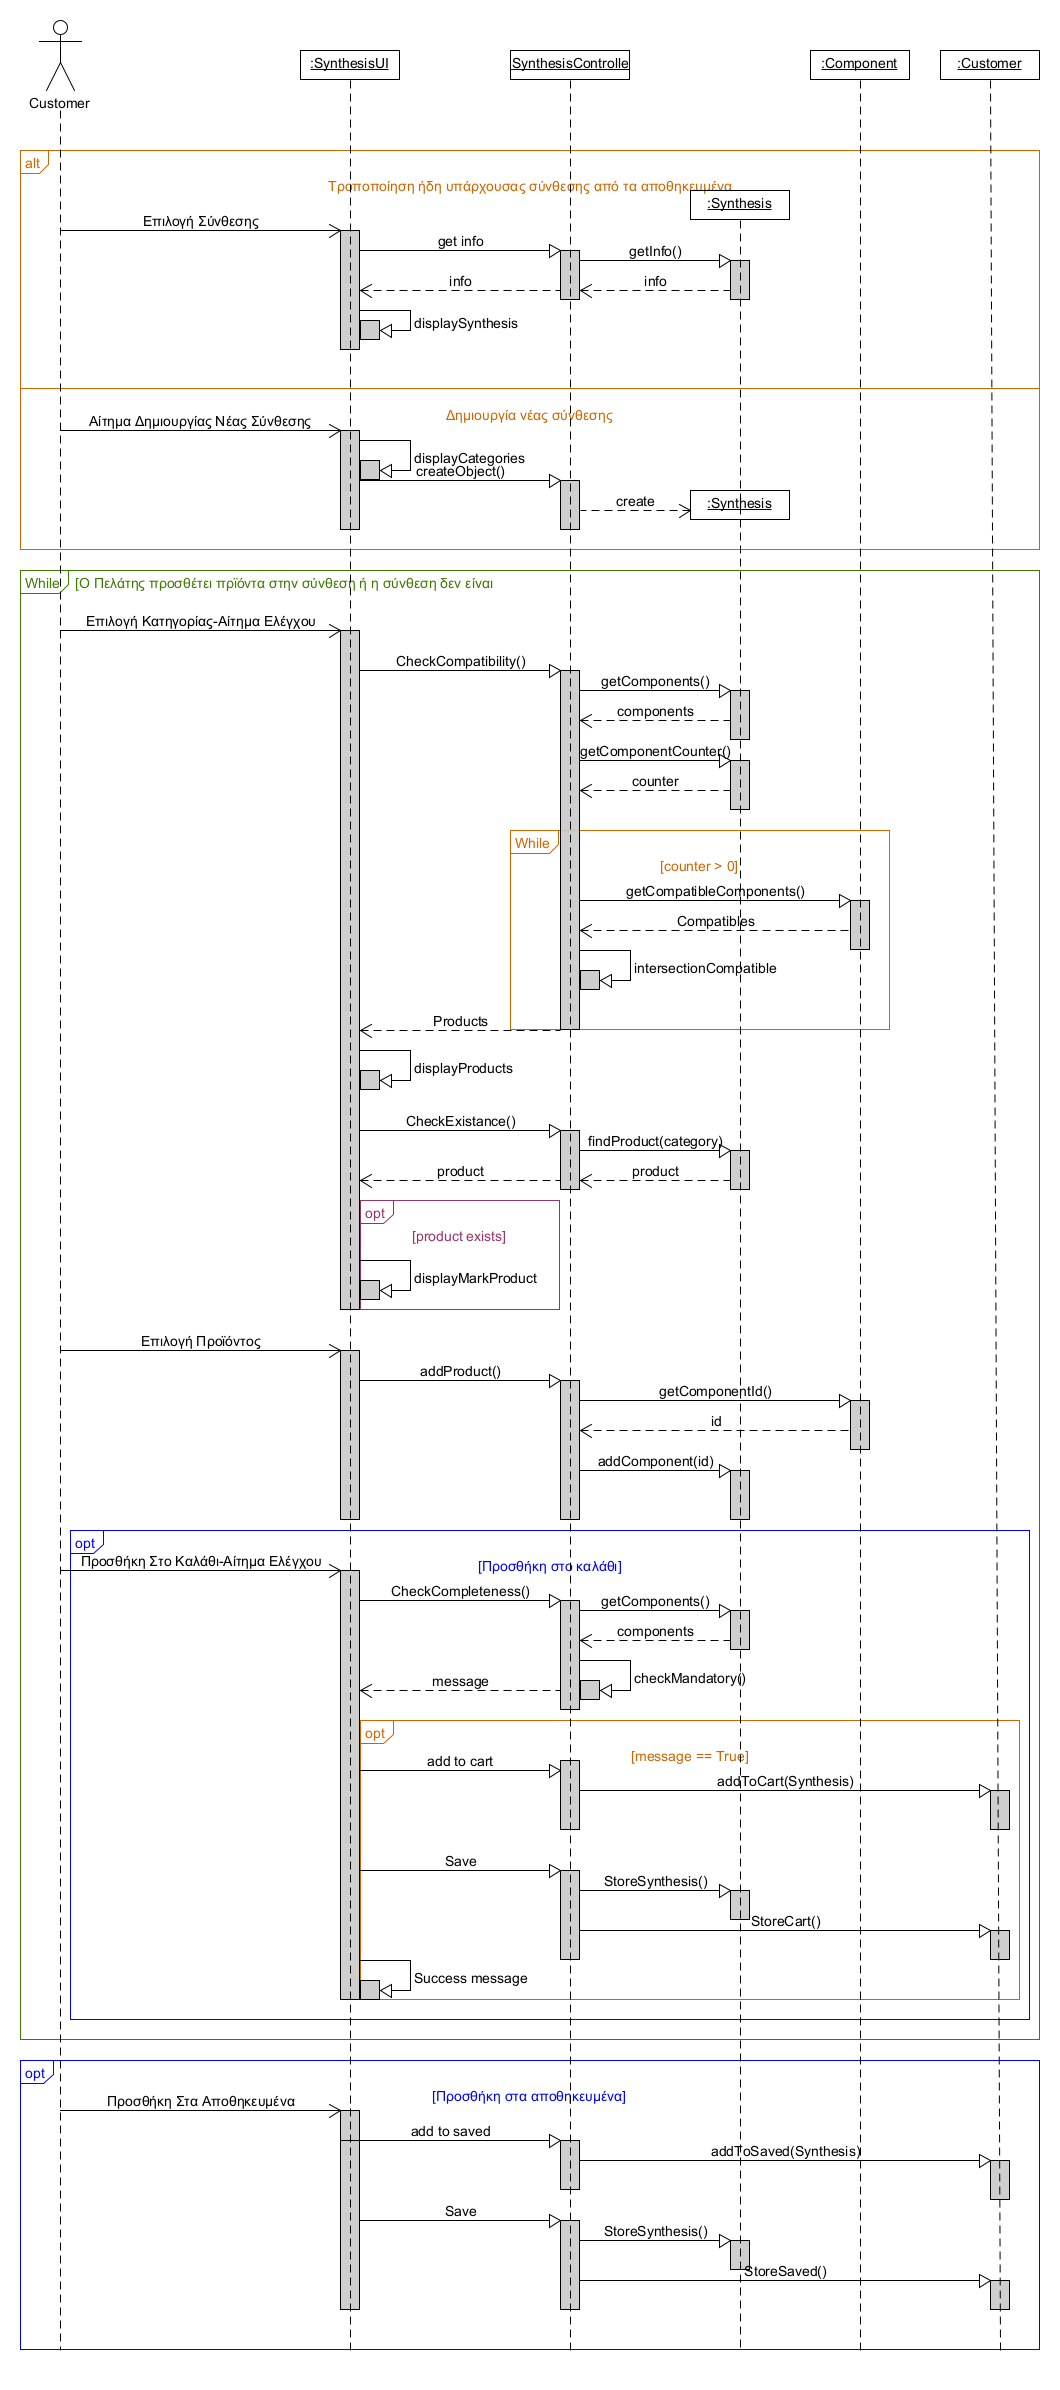 Customer
:SynthesisUI
SynthesisControlle
:Component
:Customer
alt
Τροποποίηση ήδη υπάρχουσας σύνθεσης από τα αποθηκευμένα
:Synthesis
Επιλογή Σύνθεσης
get info
getInfo()
info
info
displaySynthesis
Αίτημα Δημιουργίας Νέας Σύνθεσης
Δημιουργία νέας σύνθεσης
displayCategories
createObject()
create
:Synthesis
While
[Ο Πελάτης προσθέτει πρϊόντα στην σύνθεση ή η σύνθεση δεν είναι
Επιλογή Κατηγορίας-Αίτημα Ελέγχου
CheckCompatibility()
getComponents()
components
getComponentCounter()
counter
While
[counter > 0]
getCompatibleComponents()
Compatibles
intersectionCompatible
Products
displayProducts
CheckExistance()
findProduct(category)
product
product
opt
[product exists]
displayMarkProduct
Επιλογή Προϊόντος
addProduct()
getComponentId()
id
addComponent(id)
opt
Προσθήκη Στο Καλάθι-Αίτημα Ελέγχου
[Προσθήκη στο καλάθι]
CheckCompleteness()
getComponents()
components
checkMandatory()
message
opt
[message == True]
add to cart
addToCart(Synthesis)
Save
StoreSynthesis()
StoreCart()
Success message
opt
Προσθήκη Στα Αποθηκευμένα
[Προσθήκη στα αποθηκευμένα]
add to saved
addToSaved(Synthesis)
Save
StoreSynthesis()
StoreSaved()